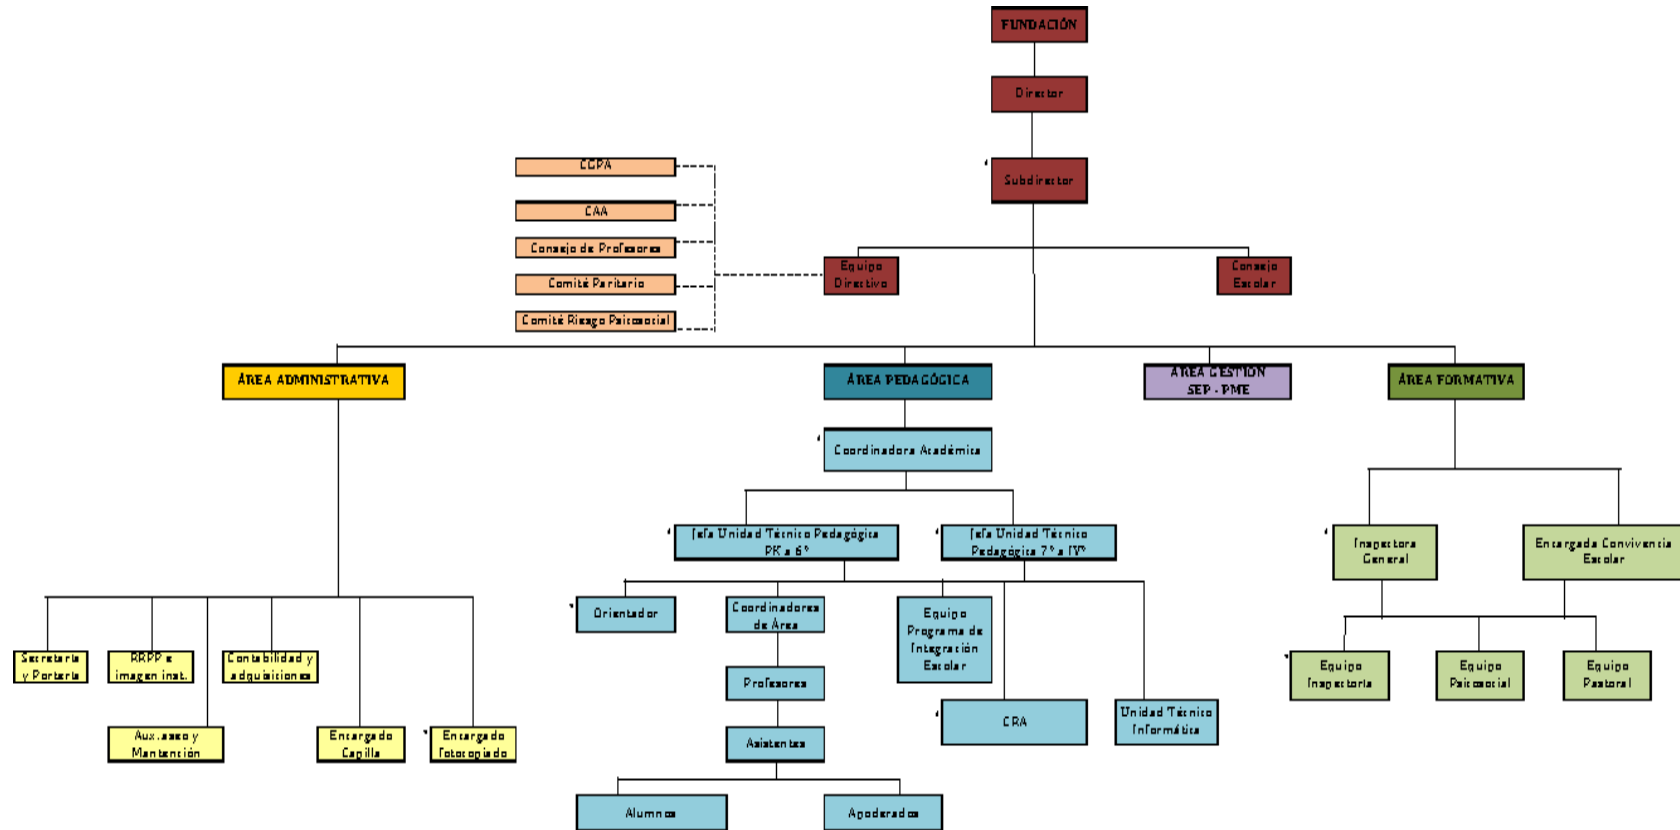 FUNDACIÓN
Director
Subdirector
CGPA
CAA
Consejo de Profesores
Comité Paritario
Comité Riesgo Psicosocial
Equipo
Directivo
Consejo
Escolar
ÁREA ADMINISTRATIVA
ÁREA PEDAGÓGICA
ÁREA GESTIÓN
SEP - PME
ÁREA FORMATIVA
Coordinadora Académica
Jefa Unidad Técnico Pedagógica
PK a 6°
Jefa Unidad Técnico
Pedagógica 7° a IV°
Inspectora
General
Encargada Convivencia
Escolar
Orientador
Coordinadores
de Área
Equipo
Programa de
Integración
Escolar
Secretaría
y Portería
RRPP e
imagen inst.
Contabilidad y
adquisiciones
Equipo
Inspectoría
Equipo
Psicosocial
Equipo
Pastoral
Profesores
CRA
Unidad Técnico
Informática
Aux. aseo y
Mantención
Encargado
Capilla
Encargado
fotocopiado
Asistentes
Alumnos
Apoderados